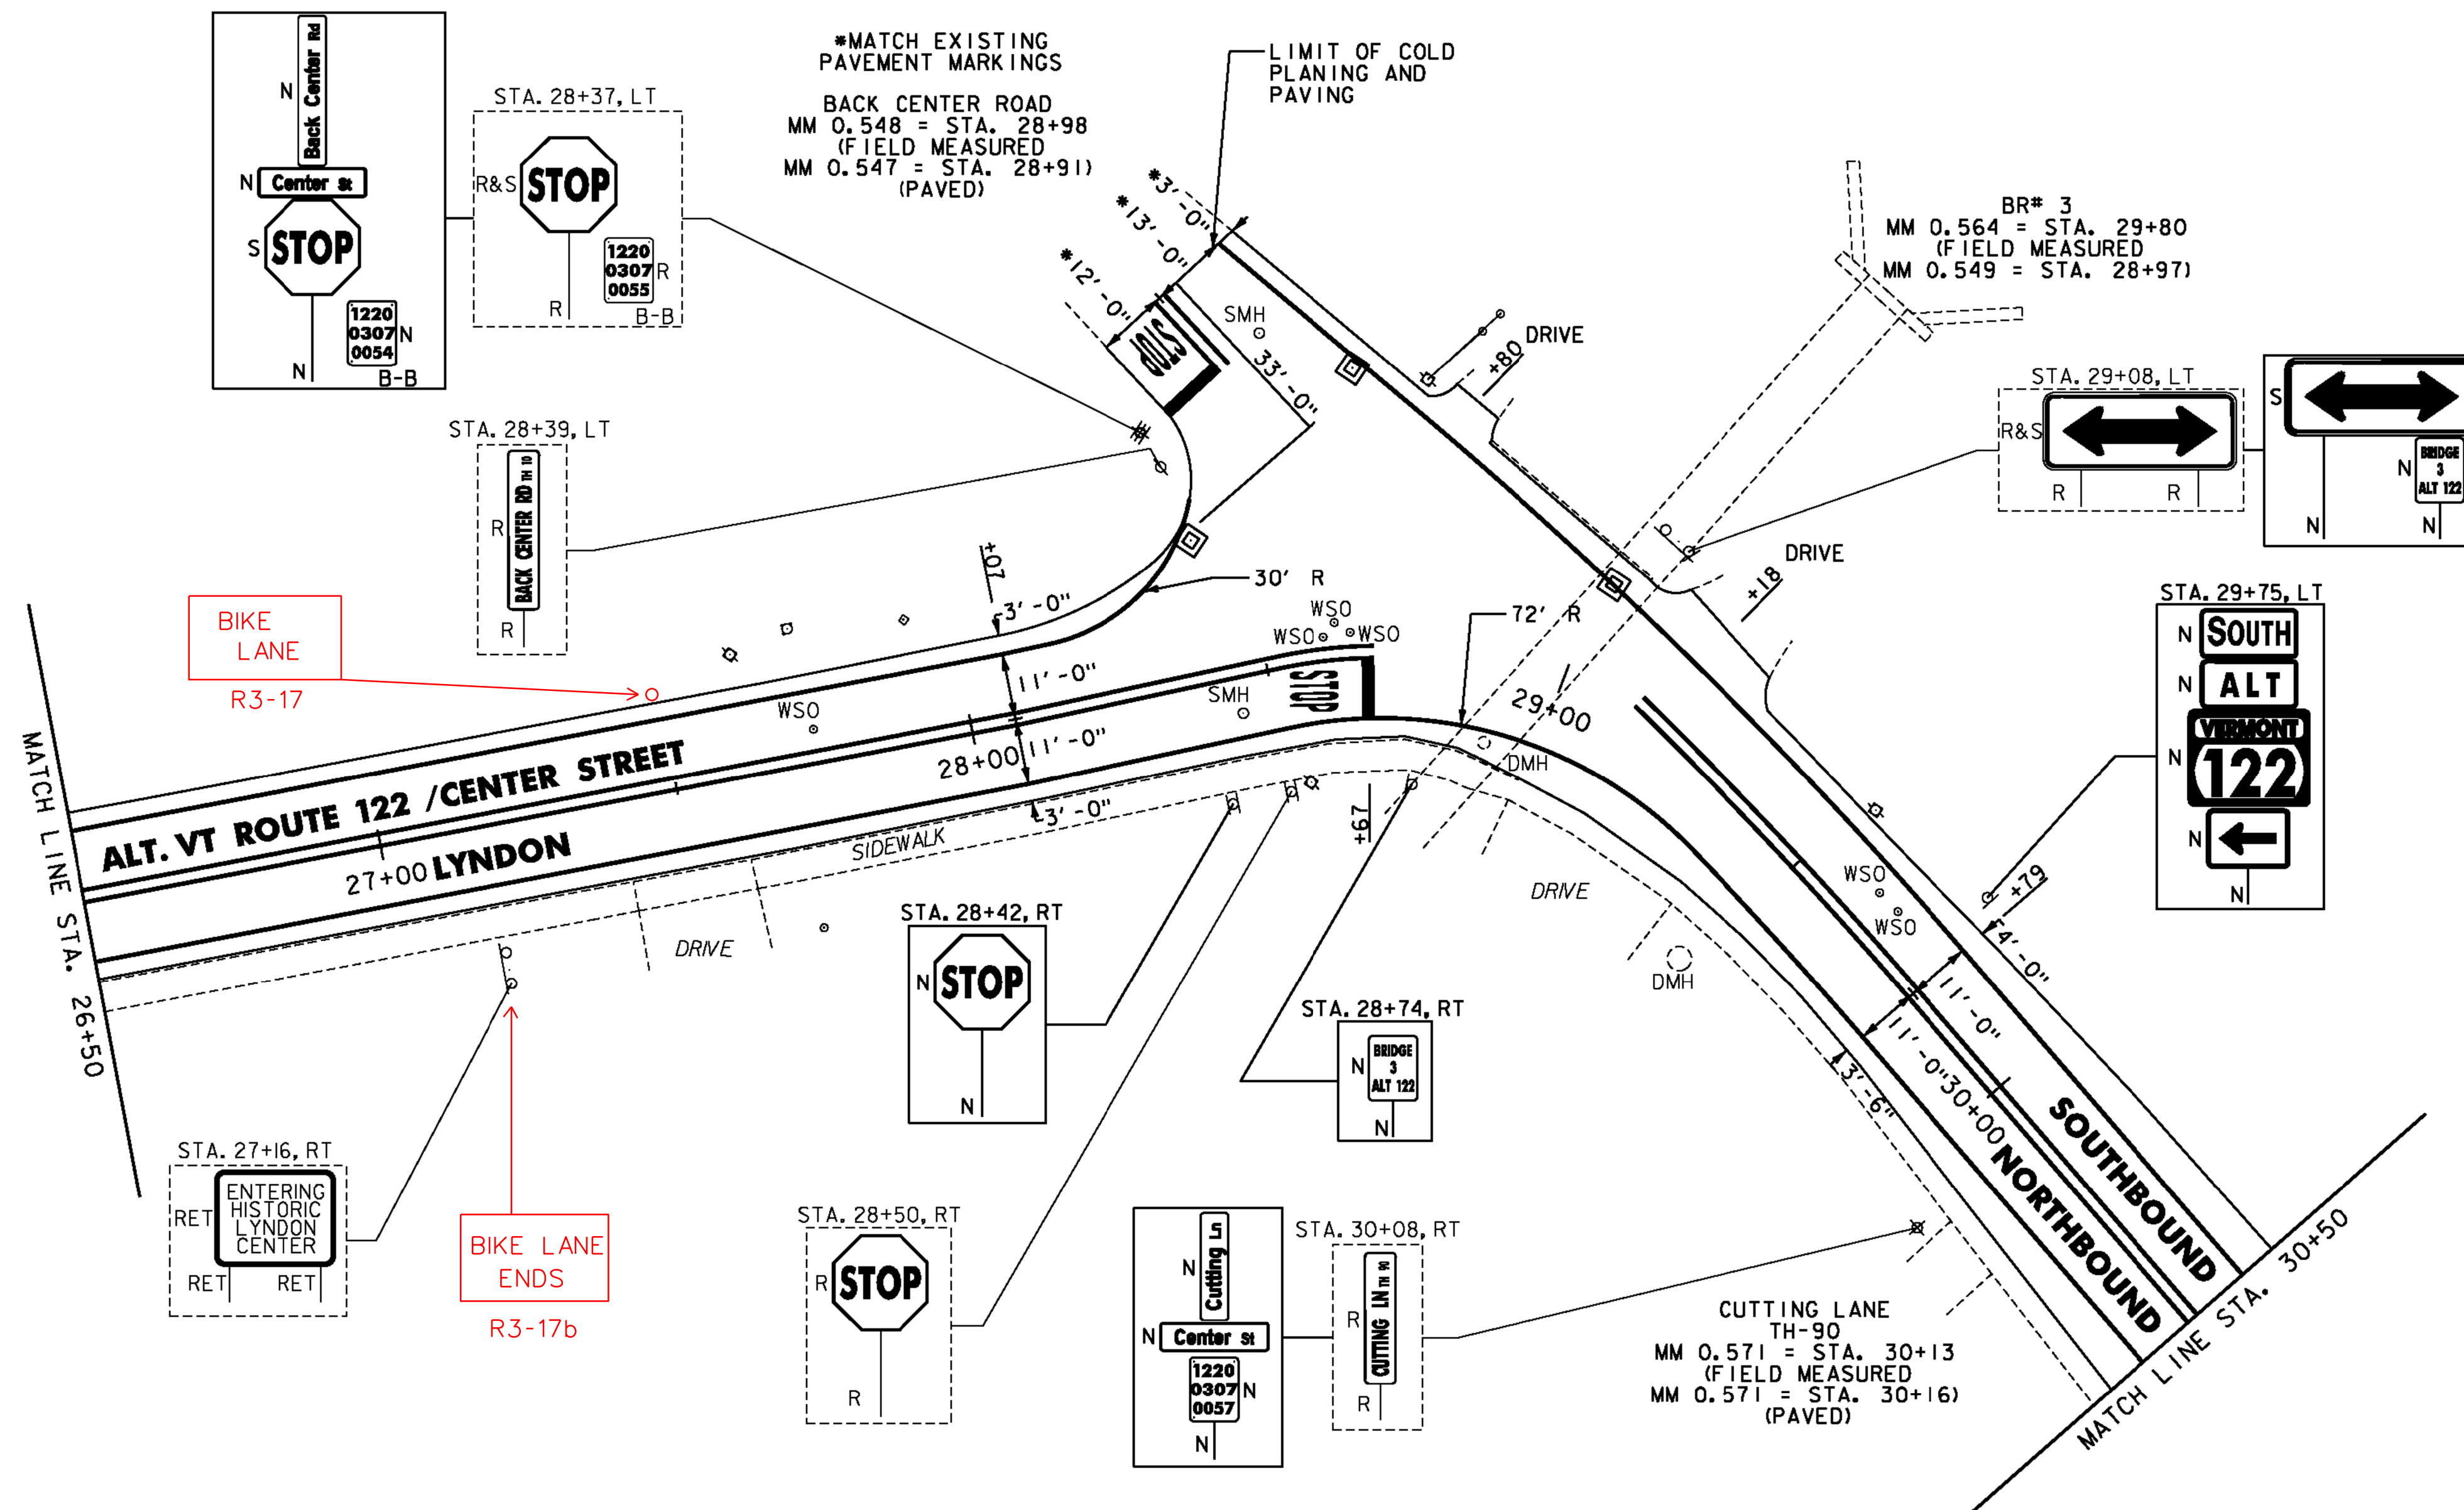 Back Center Rd
N
N
Center St
S
STOP
1220
0307
0054
N
N
B-B
STA. 28+37, LT
R&S
STOP
1220
0307
0055
R
R
B-B
*MATCH EXISTING
PAVEMENT MARKINGS
BACK CENTER ROAD
MM 0.548 = STA. 28+98
(FIELD MEASURED
MM 0.547 = STA. 28+91)
(PAVED)
LIMIT OF COLD
PLANING AND
PAVING
*3'-0"
*13'-0"
*12'-0"
STOP
SMH
33'-0"
+80
DRIVE
BR# 3
MM 0.564 = STA. 29+80
(FIELD MEASURED
MM 0.549 = STA. 28+97)
STA. 29+08, LT
R&S
R
R
S
BRIDGE
3
ALT 122
N
N
N
STA. 28+39, LT
BACK CENTER RD TH 10
R
R
+07
3'-0"
30' R
WSO
WSO
WSO
72' R
DRIVE
+18
STA. 29+75, LT
N
SOUTH
N
ALT
VERMONT
N
122
N
N
BIKE
LANE
R3-17
11'-0"
SMH
STOP
WSO
29+00
DMH
MATCH LINE STA. 26+50
ALT. VT ROUTE 122 /CENTER STREET
27+00
LYNDON
28+00
11'-0"
3'-0"
SIDEWALK
DRIVE
+67
DRIVE
DMH
WSO
WSO
+79
4'-0"
11'-0"
11'-0"
3'-6"
30+00
NORTHBOUND
SOUTHBOUND
MATCH LINE STA. 30+50
STA. 28+42, RT
N
STOP
N
STA. 28+74, RT
BRIDGE
3
ALT 122
N
N
STA. 27+16, RT
ENTERING
HISTORIC
LYNDON
CENTER
RET
RET
RET
BIKE LANE
ENDS
R3-17b
STA. 28+50, RT
R
STOP
R
Cutting Ln
N
N
Center St
1220
0307
0057
N
N
STA. 30+08, RT
CUTTING LN TH 90
R
R
CUTTING LANE
TH-90
MM 0.571 = STA. 30+13
(FIELD MEASURED
MM 0.571 = STA. 30+16)
(PAVED)